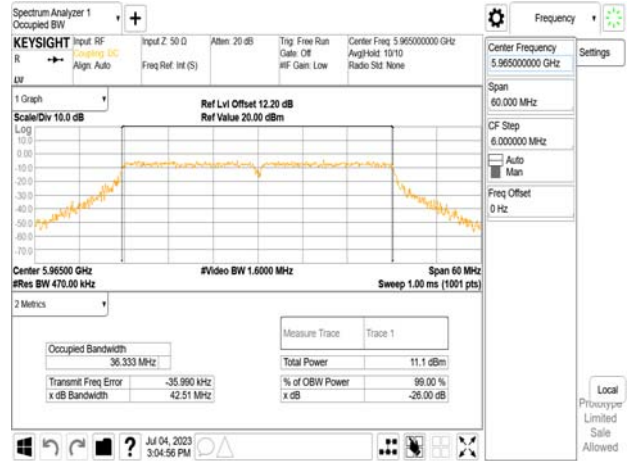 Spectrum Analyzer 1
Occupied BW
Frequency
KEYSIGHT
Input: RF
Coupling: DC
Align: Auto
Input Z: 50 Ω
Freq Ref: Int (S)
Atten: 20 dB
Trig: Free Run
Gate: Off
#IF Gain: Low
Center Freq: 5.965000000 GHz
Avg|Hold: 10/10
Radio Std: None
R
Center Frequency
5.965000000 GHz
Settings
Span
60.000 MHz
CF Step
6.000000 MHz
Auto
Man
Freq Offset
0 Hz
1 Graph
Ref Lvl Offset 12.20 dB
Scale/Div 10.0 dB
Ref Value 20.00 dBm
Log
10.0
0.00
-10.0
-20.0
-30.0
-40.0
-50.0
-60.0
-70.0
Center 5.96500 GHz
#Video BW 1.6000 MHz
Span 60 MHz
#Res BW 470.00 kHz
Sweep 1.00 ms (1001 pts)
2 Metrics
Measure Trace
Trace 1
Occupied Bandwidth
36.333 MHz
Total Power
11.1 dBm
Transmit Freq Error
-35.990 kHz
% of OBW Power
99.00 %
x dB Bandwidth
42.51 MHz
x dB
-26.00 dB
Local
Prototype
Limited
Sale
Allowed
Jul 04, 2023
3:04:56 PM